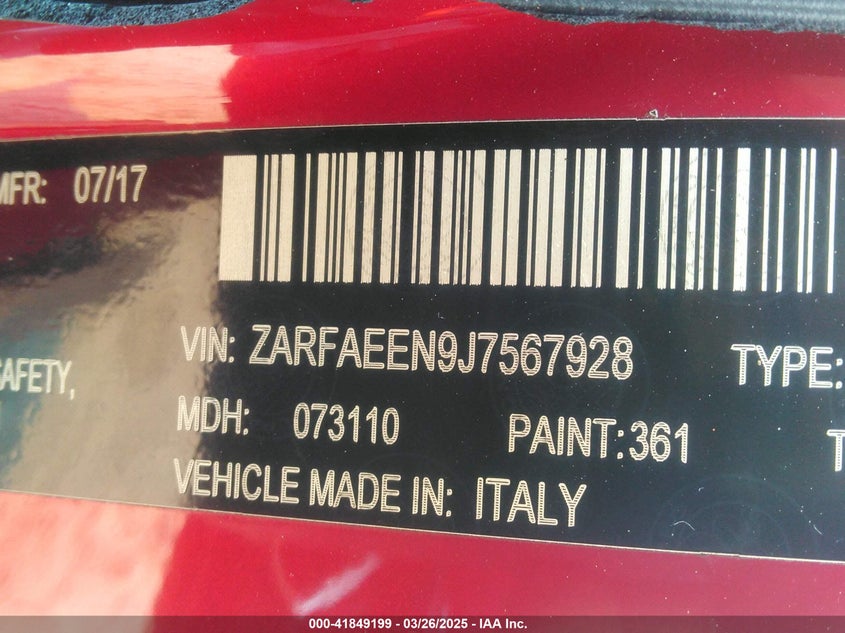 MFR: 07/17
VIN: ZARFAEEN9J7567928 TYPE:
SAFETY,
MDH: 073110 PAINT:361 T
VEHICLE MADE IN: ITALY
000-41849199 - 03/26/2025 - IAA Inc.